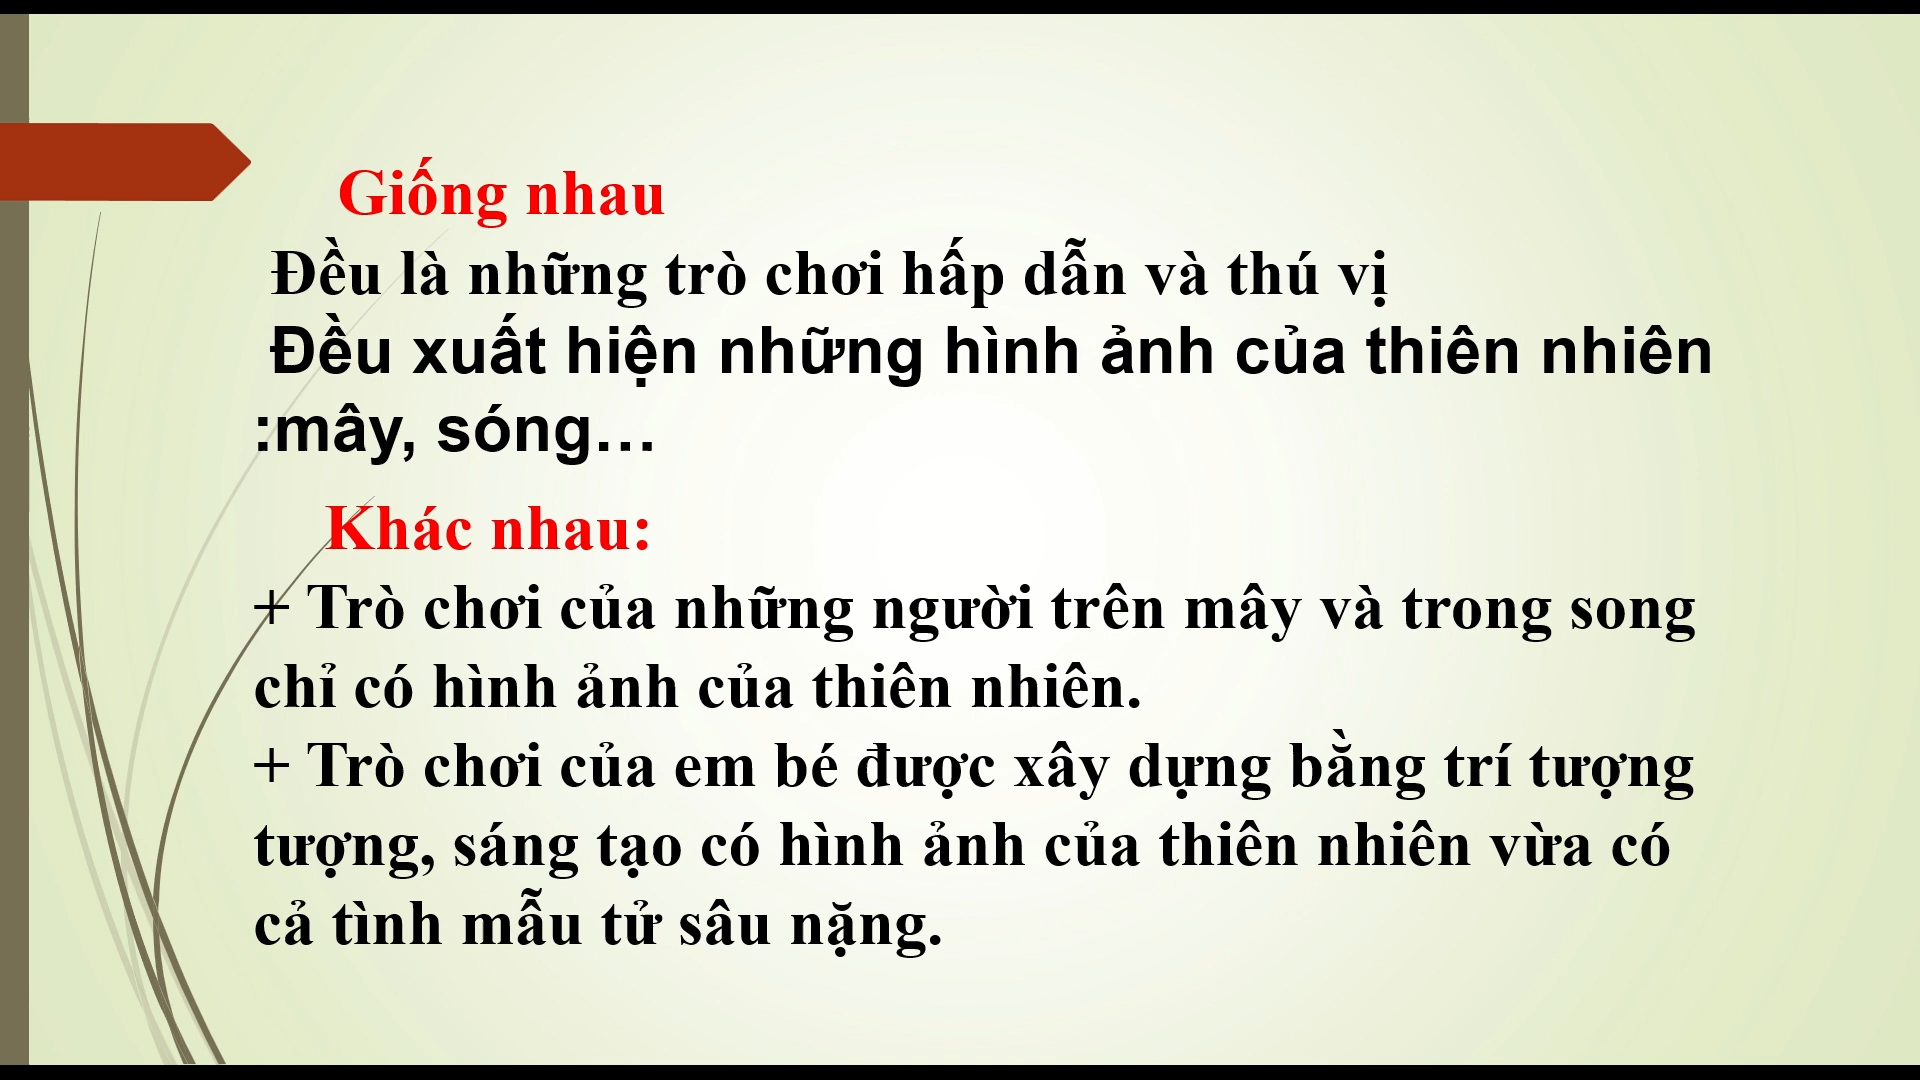 Giống nhau
Đều là những trò chơi hấp dẫn và thú vị
Đều xuất hiện những hình ảnh của thiên nhiên
:mây, sóng…
Khác nhau:
+ Trò chơi của những người trên mây và trong song
chỉ có hình ảnh của thiên nhiên.
+ Trò chơi của em bé được xây dựng bằng trí tượng
tượng, sáng tạo có hình ảnh của thiên nhiên vừa có
cả tình mẫu tử sâu nặng.